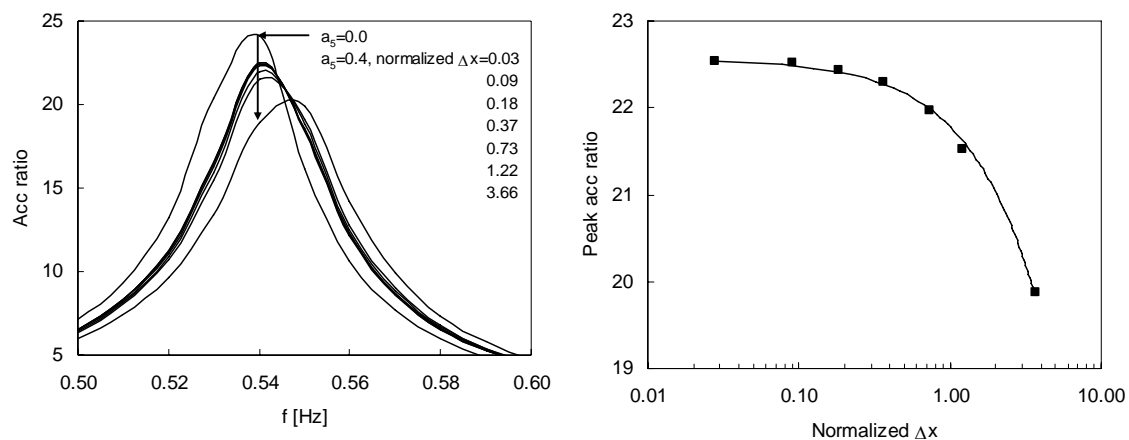 25
20
15
10
5
Acc ratio
0.50 0.52 0.54 0.56 0.58 0.60
f [Hz]
a5=0.0
a5=0.4, normalized Δx=0.03
0.09
0.18
0.37
0.73
1.22
3.66
23
22
21
20
19
Peak acc ratio
0.01 0.10 1.00 10.00
Normalized Δx